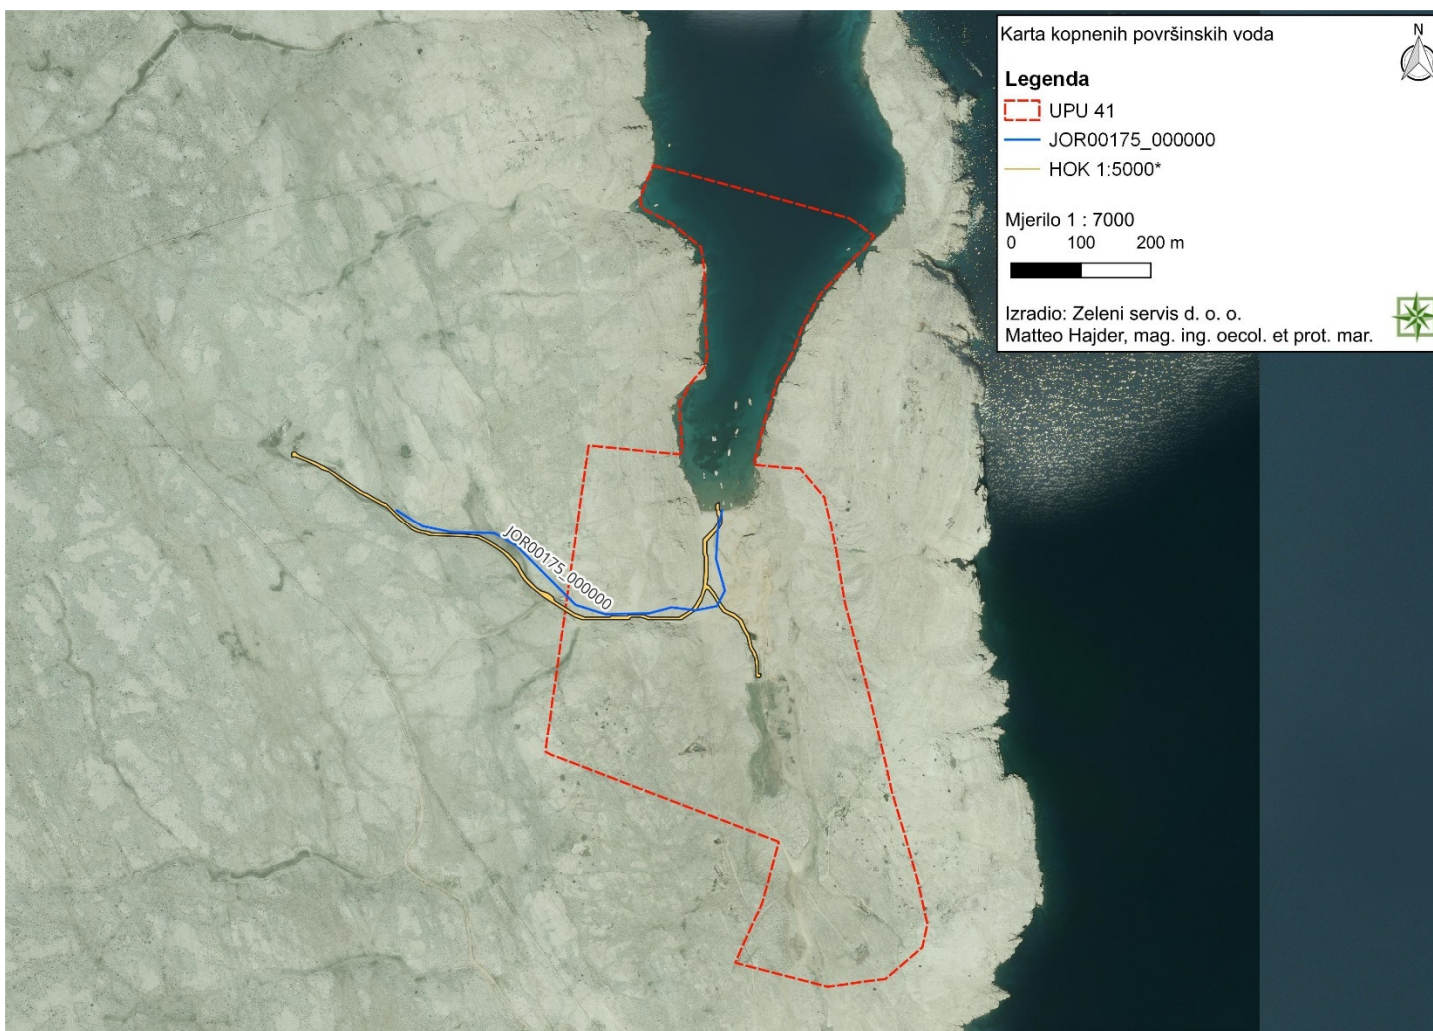 Karta kopnenih površinskih voda
N
Legenda
UPU 41
JOR00175_000000
HOK 1:5000*
Mjerilo 1 : 7000
0 100 200 m
Izradio: Zeleni servis d. o. o.
Matteo Hajder, mag. ing. oecol. et prot. mar.
JOR00175_000000